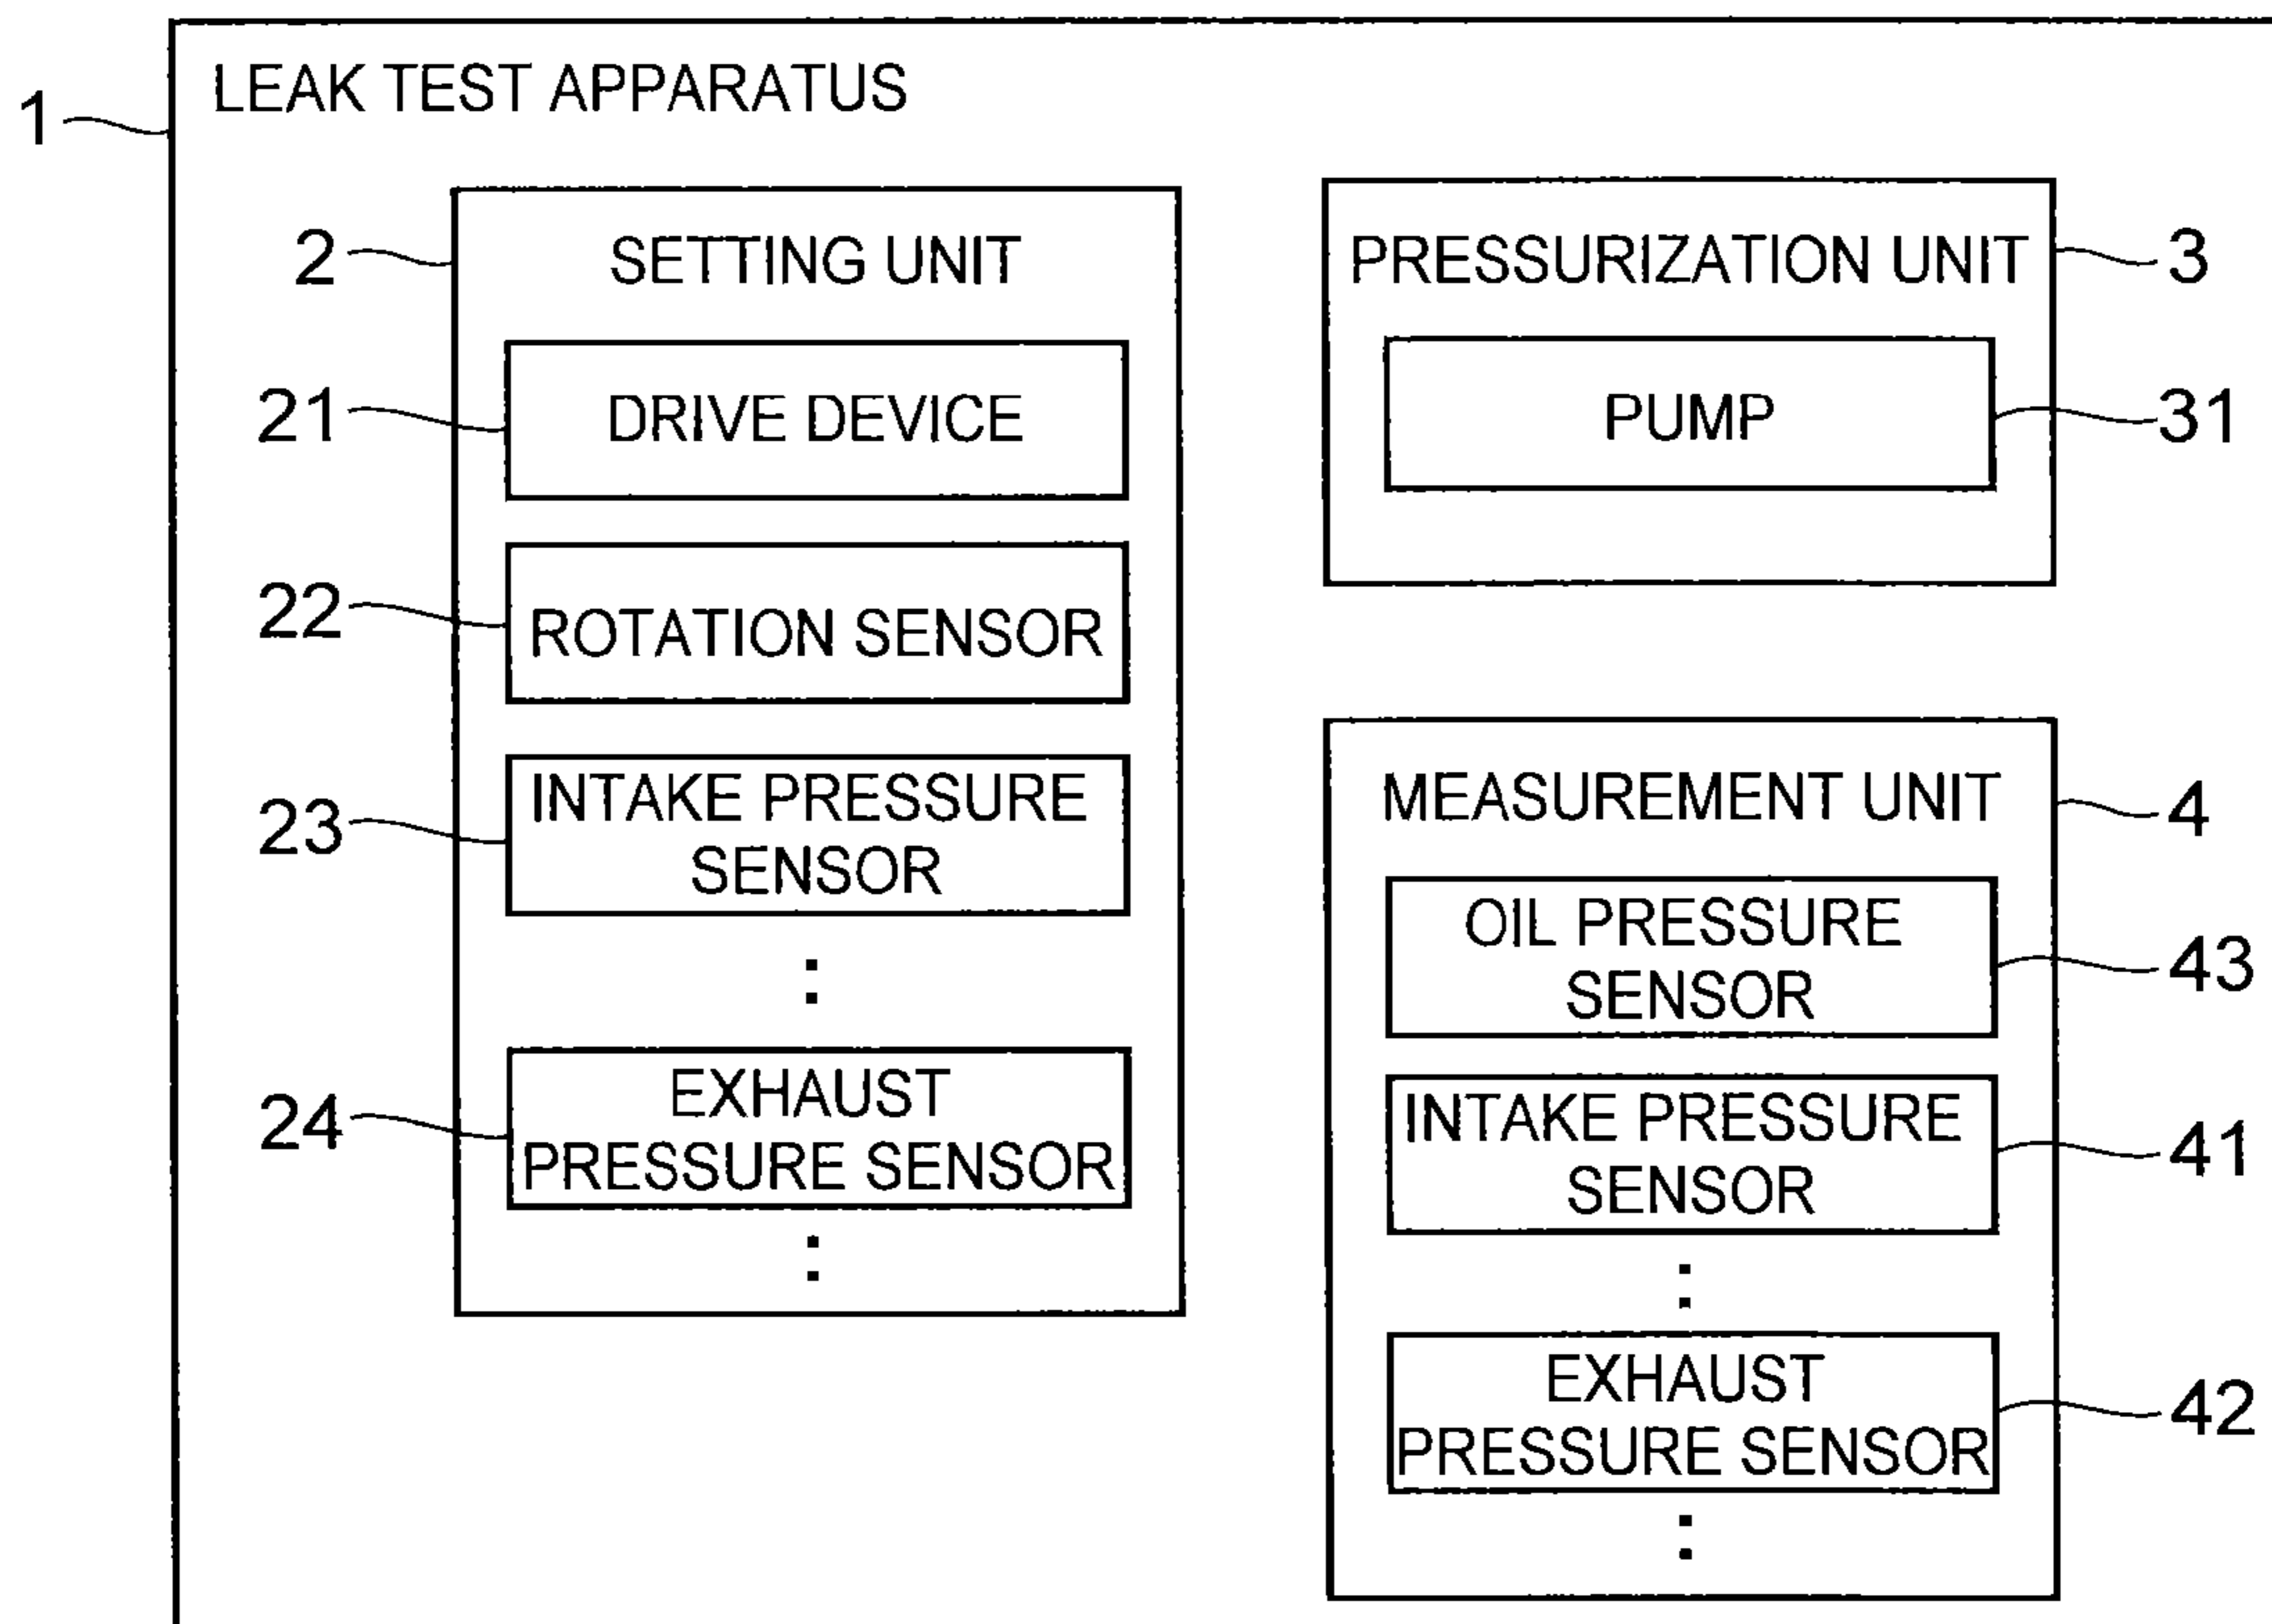 LEAK TEST APPARATUS
1
2
SETTING UNIT
21
DRIVE DEVICE
22
ROTATION SENSOR
23
INTAKE PRESSURE
SENSOR
24
EXHAUST
PRESSURE SENSOR
PRESSURIZATION UNIT
3
PUMP
31
MEASUREMENT UNIT
4
OIL PRESSURE
SENSOR
43
INTAKE PRESSURE
SENSOR
41
EXHAUST
PRESSURE SENSOR
42